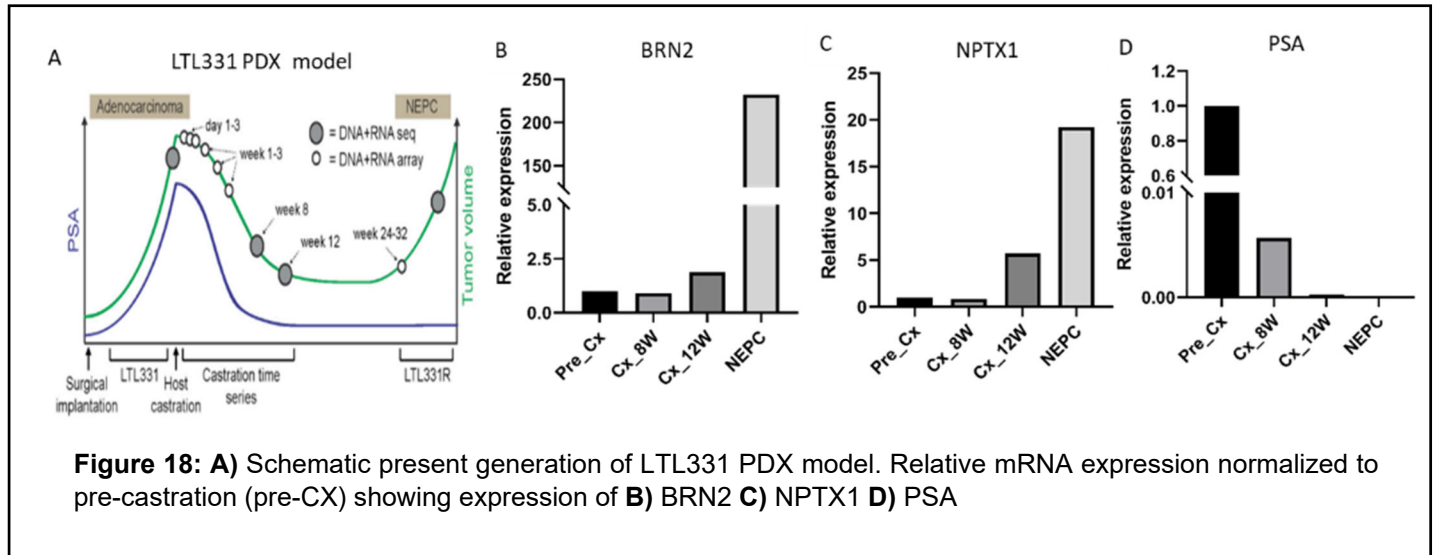 A
LTL331 PDX model
Adenocarcinoma
NEPC
day 1-3
= DNA+RNA seq
= DNA+RNA array
week 1-3
week 8
week 12
week 24-32
PSA
Tumor volume
Surgical implantation
LTL331
Host castration
Castration time series
LTL331R
B
BRN2
Relative expression
250
200
150
5.0
2.5
0.0
Pre_Cx
Cx_8W
Cx_12W
NEPC
C
NPTX1
Relative expression
25
20
15
10
5
0
Pre_Cx
Cx_8W
Cx_12W
NEPC
D
PSA
Relative expression
1.2
1.0
0.8
0.6
0.01
0.00
Pre_Cx
Cx_8W
Cx_12W
NEPC
Figure 18: A) Schematic present generation of LTL331 PDX model. Relative mRNA expression normalized to
pre-castration (pre-CX) showing expression of B) BRN2 C) NPTX1 D) PSA